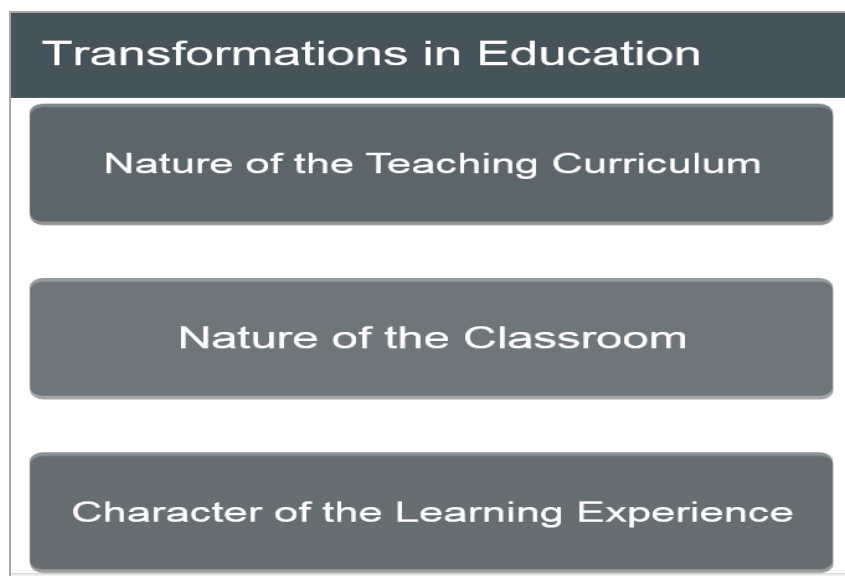 Transformations in Education
Nature of the Teaching Curriculum
Nature of the Classroom
Character of the Learning Experience